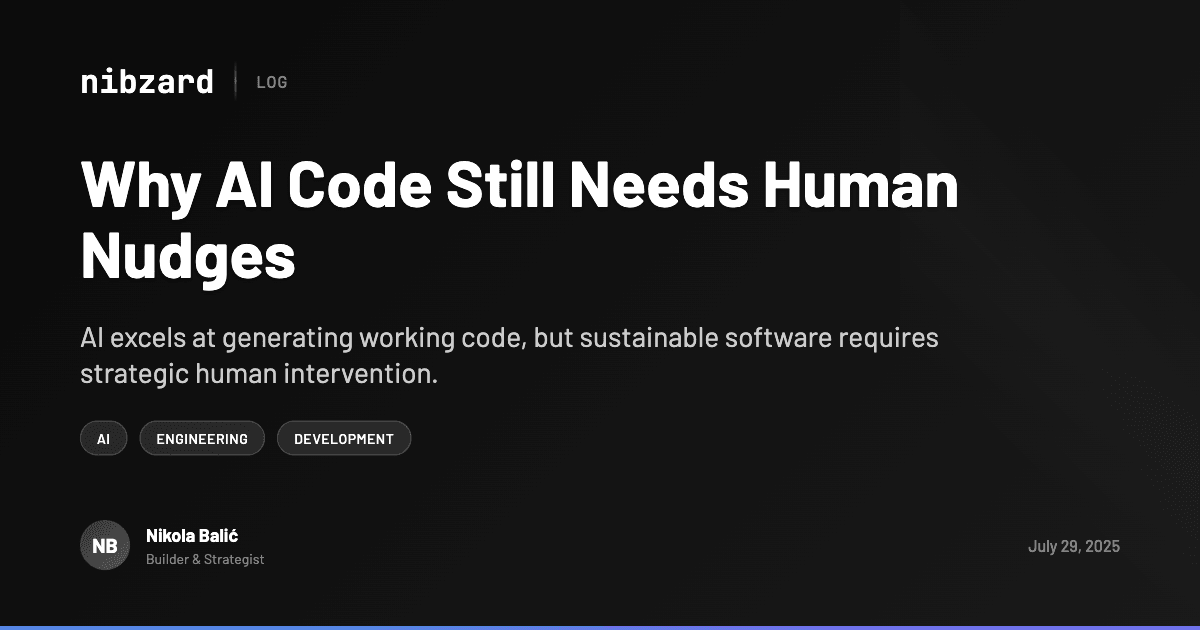 nibzard LOG
Why AI Code Still Needs Human
Nudges
AI excels at generating working code, but sustainable software requires
strategic human intervention.
AI ENGINEERING DEVELOPMENT
NB Nikola Balić
Builder & Strategist
July 29, 2025